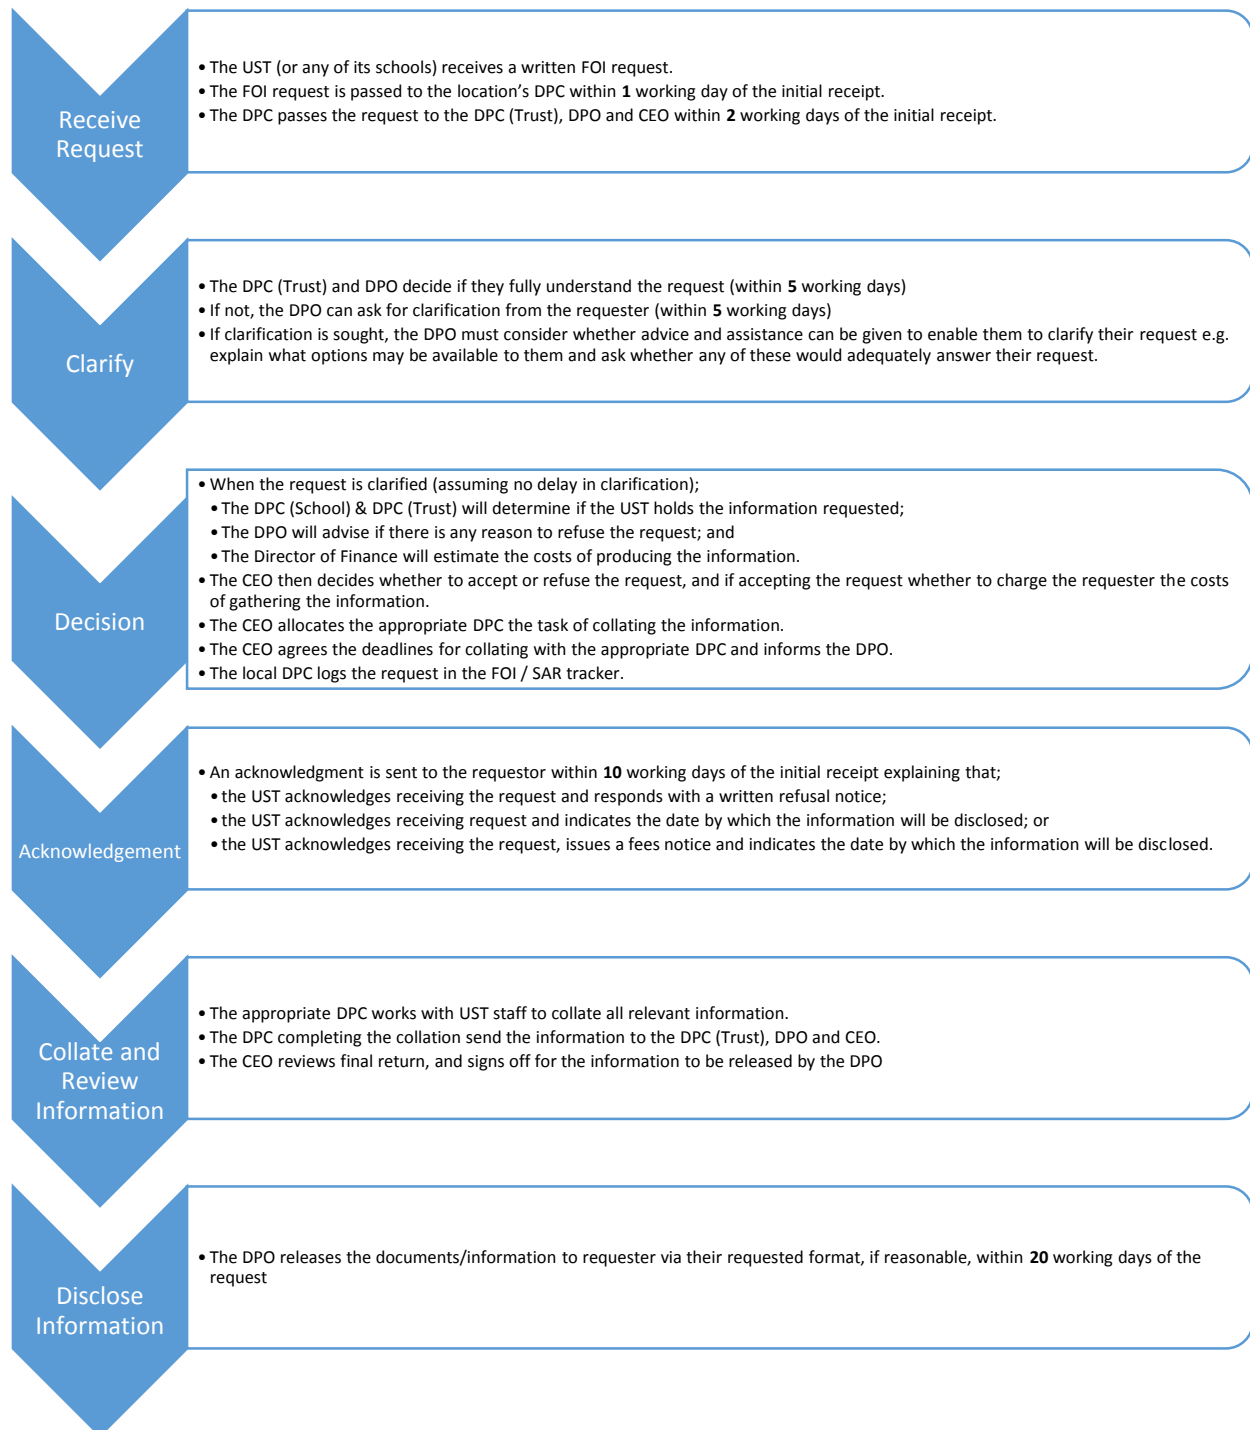 Receive
Request
• The UST (or any of its schools) receives a written FOI request.
• The FOI request is passed to the location's DPC within 1 working day of the initial receipt.
• The DPC passes the request to the DPC (Trust), DPO and CEO within 2 working days of the initial receipt.
Clarify
• The DPC (Trust) and DPO decide if they fully understand the request (within 5 working days)
• If not, the DPO can ask for clarification from the requester (within 5 working days)
• If clarification is sought, the DPO must consider whether advice and assistance can be given to enable them to clarify their request e.g.
explain what options may be available to them and ask whether any of these would adequately answer their request.
Decision
• When the request is clarified (assuming no delay in clarification);
• The DPC (School) & DPC (Trust) will determine if the UST holds the information requested;
• The DPO will advise if there is any reason to refuse the request; and
• The Director of Finance will estimate the costs of producing the information.
• The CEO then decides whether to accept or refuse the request, and if accepting the request whether to charge the requester the costs
of gathering the information.
• The CEO allocates the appropriate DPC the task of collating the information.
• The CEO agrees the deadlines for collating with the appropriate DPC and informs the DPO.
• The local DPC logs the request in the FOI / SAR tracker.
Acknowledgement
• An acknowledgment is sent to the requestor within 10 working days of the initial receipt explaining that;
• the UST acknowledges receiving the request and responds with a written refusal notice;
• the UST acknowledges receiving request and indicates the date by which the information will be disclosed; or
• the UST acknowledges receiving the request, issues a fees notice and indicates the date by which the information will be disclosed.
Collate and
Review
Information
• The appropriate DPC works with UST staff to collate all relevant information.
• The DPC completing the collation send the information to the DPC (Trust), DPO and CEO.
• The CEO reviews final return, and signs off for the information to be released by the DPO
Disclose
Information
• The DPO releases the documents/information to requester via their requested format, if reasonable, within 20 working days of the
request